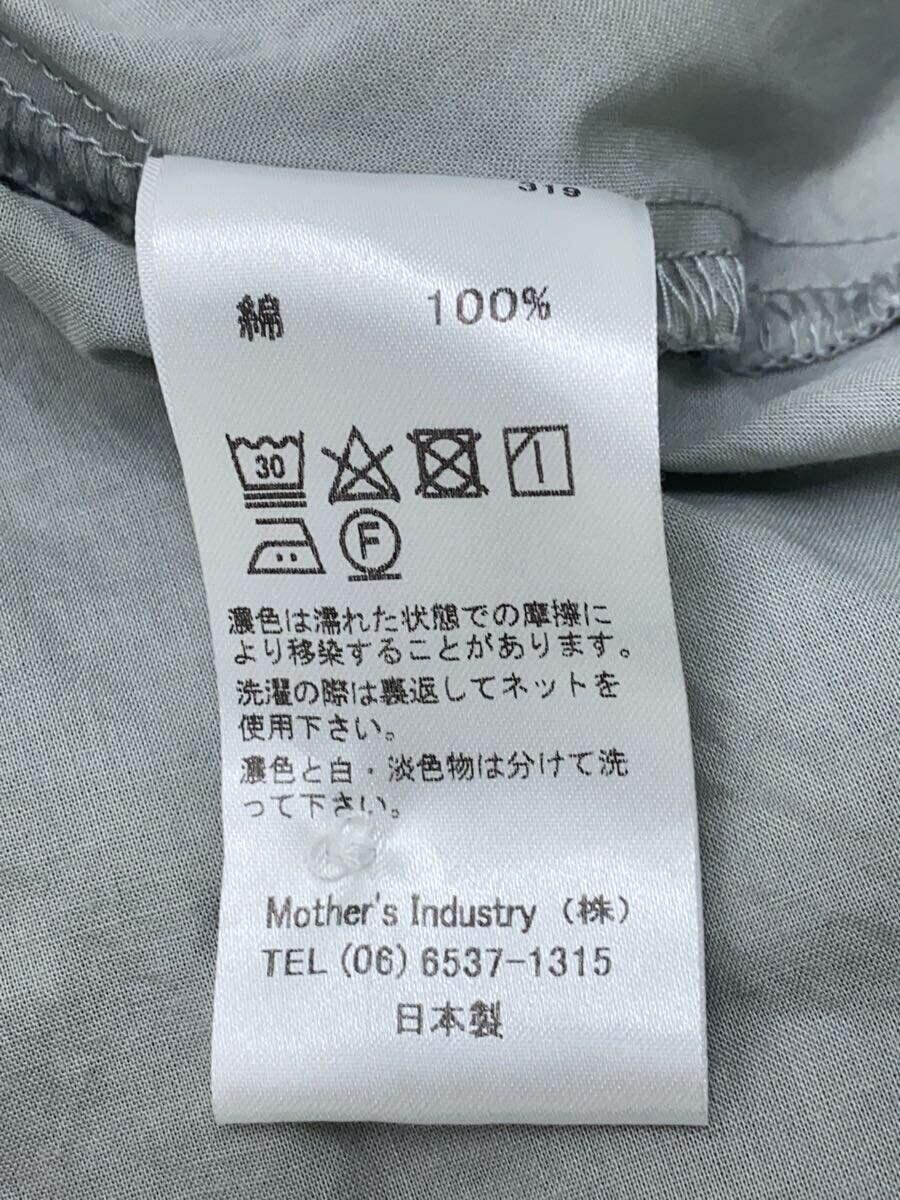 319
綿 100%
30
F
濃色は濡れた状態での摩擦に
より移染することがあります。
洗濯の際は裏返してネットを
使用下さい。
濃色と白・淡色物は分けて洗
って下さい。
Mother's Industry (株)
TEL (06) 6537-1315
日本製